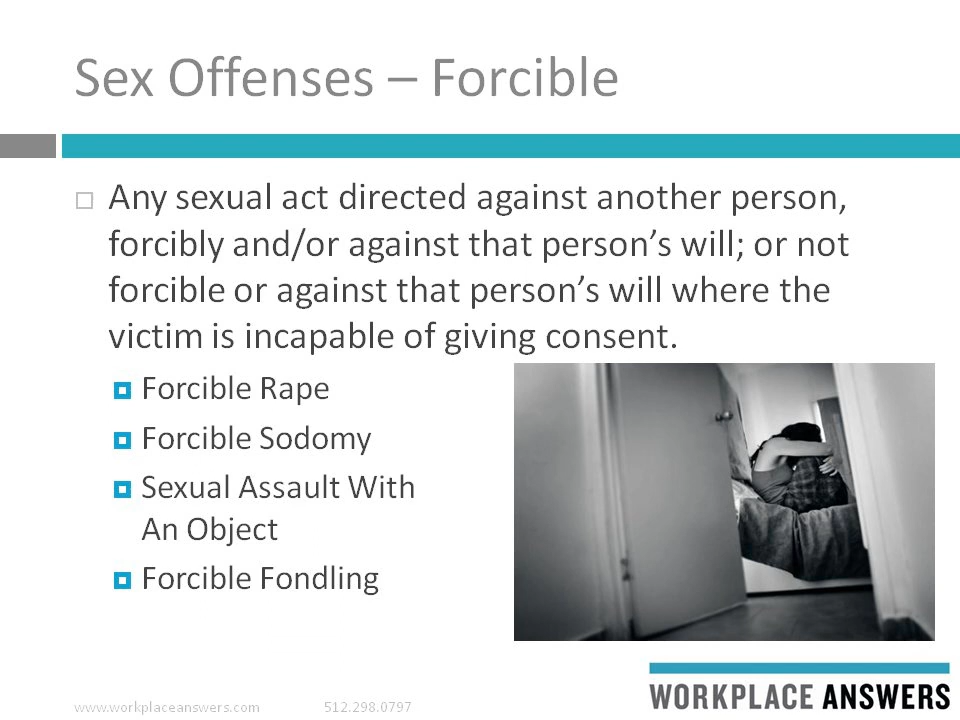 Sex Offenses – Forcible
Any sexual act directed against another person,
forcibly and/or against that person’s will; or not
forcible or against that person’s will where the
victim is incapable of giving consent.
Forcible Rape
Forcible Sodomy
Sexual Assault With
An Object
Forcible Fondling
WORKPLACE ANSWERS
www.workplaceanswers.com 512.298.0797